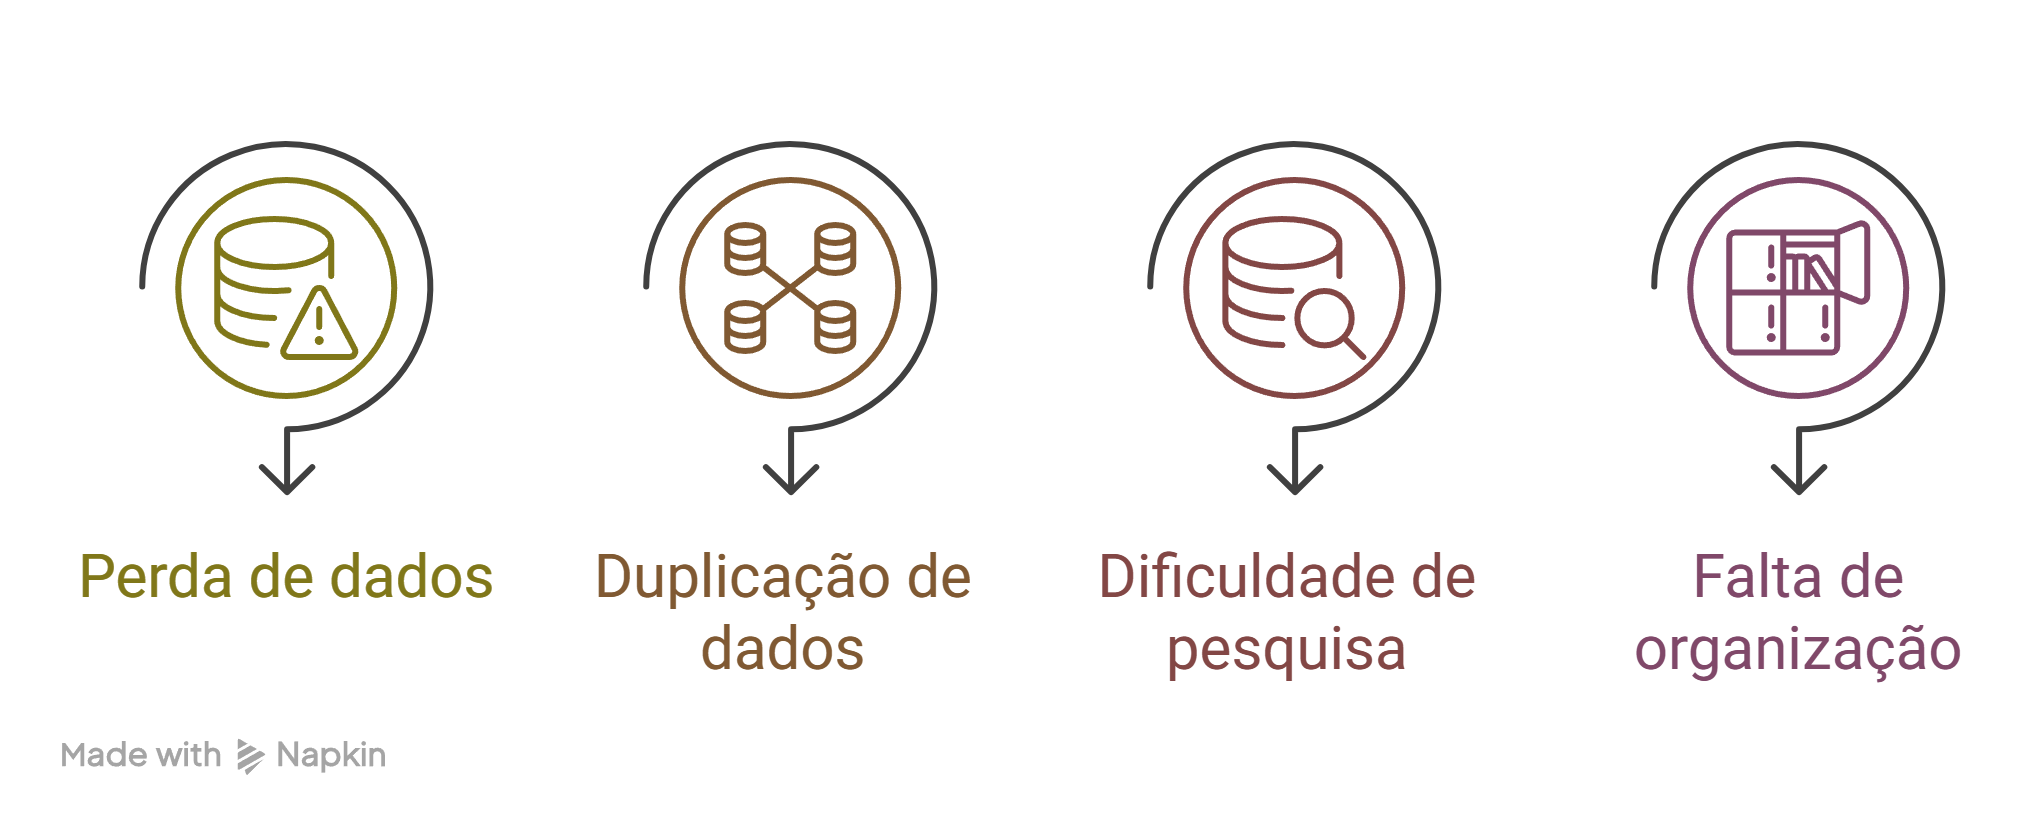 Perda de dados
Duplicação de
dados
Dificuldade de
pesquisa
Falta de
organização
Made with Napkin